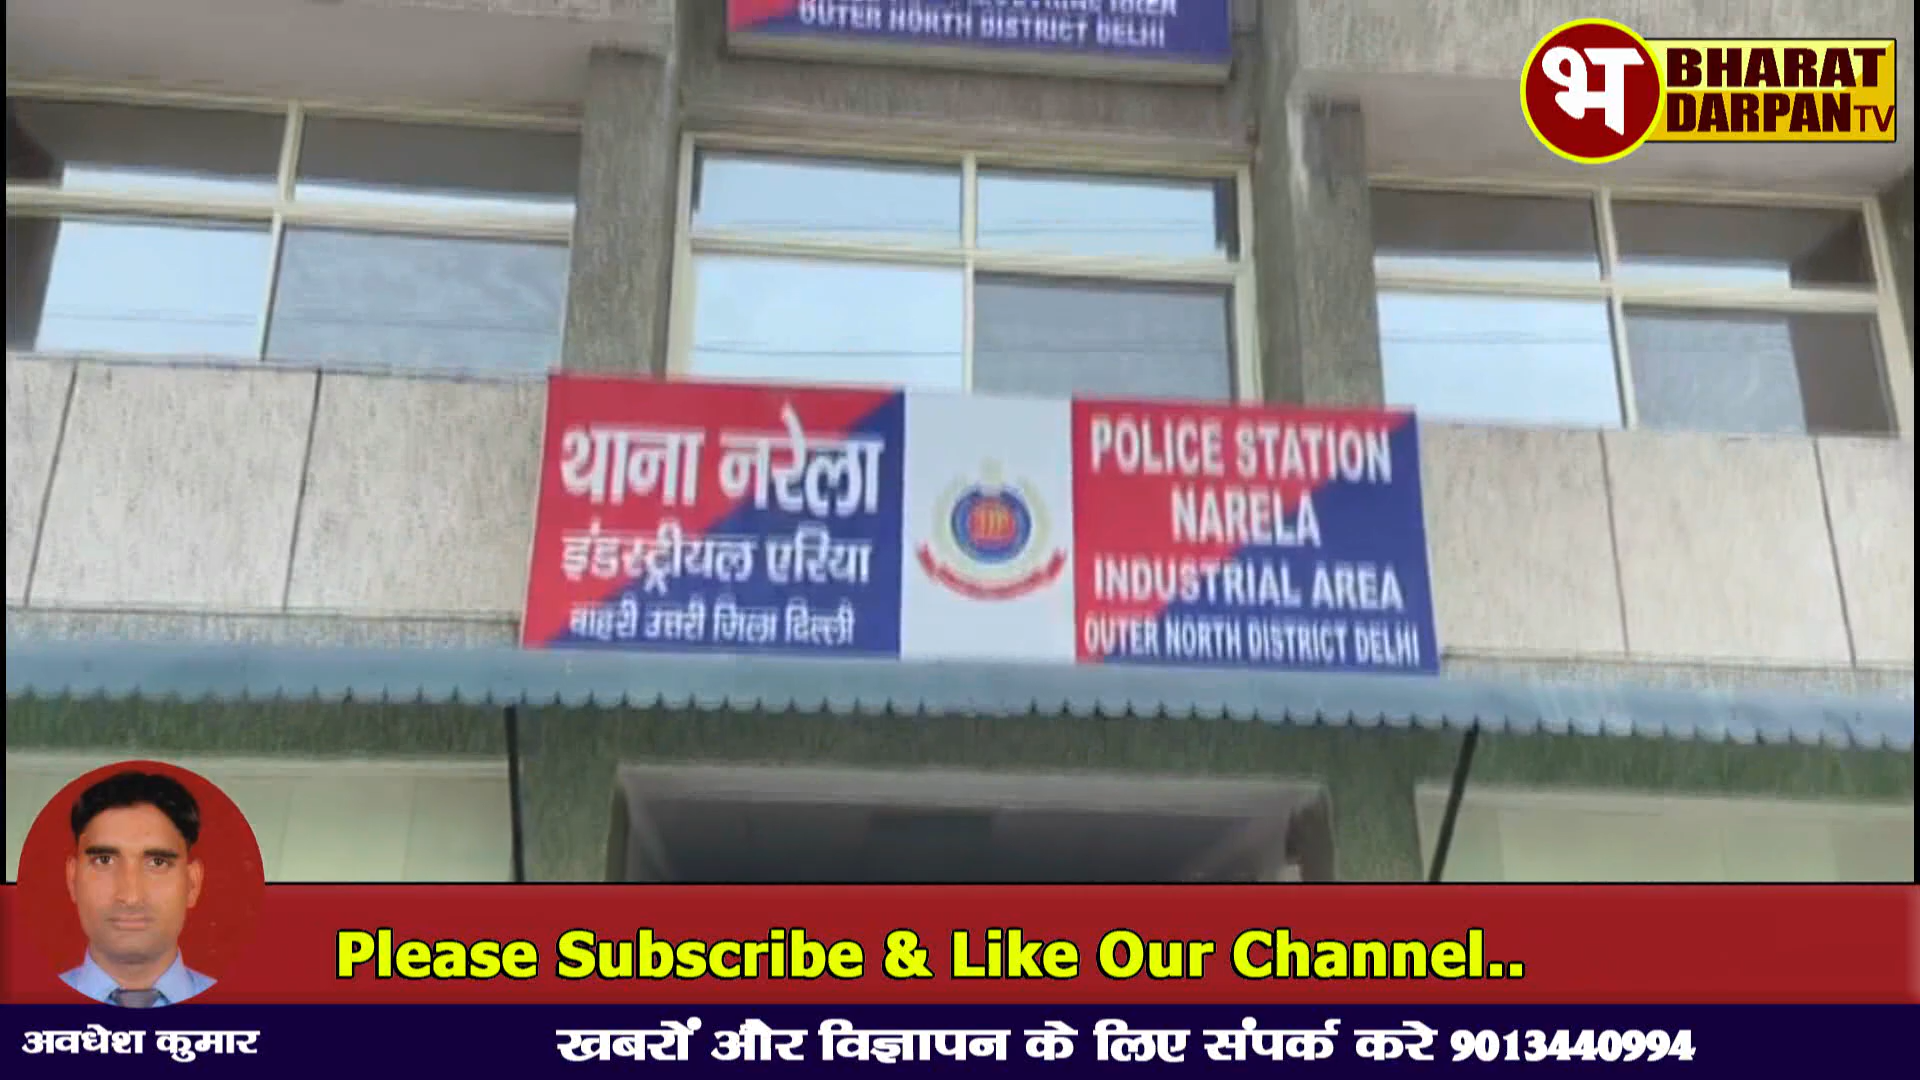 OUTER NORTH DISTRICT DELHI
भ
BHARAT
DARPAN TV
थाना नरेला
इंडस्ट्रीयल एरिया
बाहरी उत्तरी जिला दिल्ली
POLICE STATION
NARELA
INDUSTRIAL AREA
OUTER NORTH DISTRICT DELHI
Please Subscribe & Like Our Channel..
अवधेश कुमार
खबरों और विज्ञापन के लिए संपर्क करे 9013440994